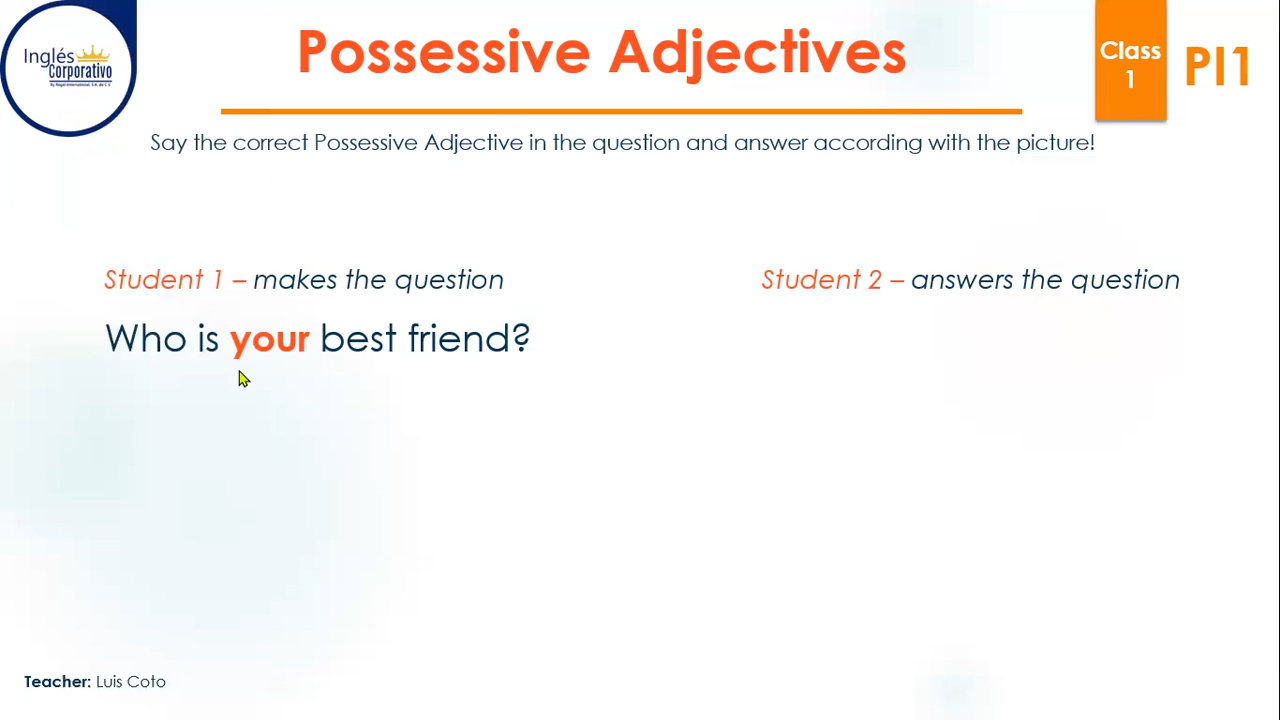 Inglés
Corporativo
Possessive Adjectives
Class
1
PI1
Say the correct Possessive Adjective in the question and answer according with the picture!
Student 1 – makes the question
Student 2 – answers the question
Who is your best friend?
Teacher: Luis Coto